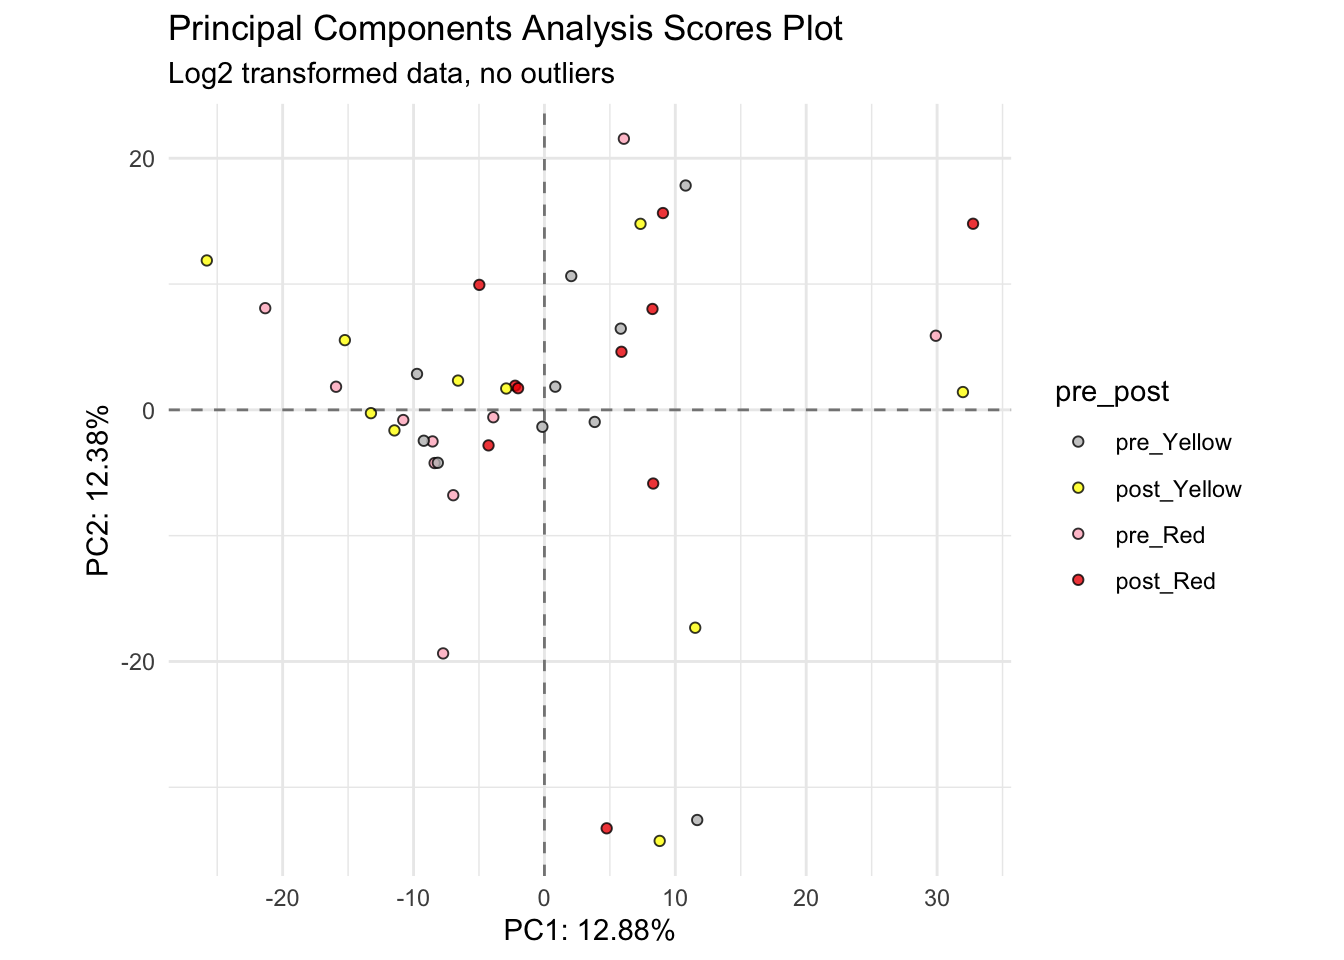 Principal Components Analysis Scores Plot
Log2 transformed data, no outliers
20
0
-20
PC2: 12.38%
-20
-10
0
10
20
30
PC1: 12.88%
pre_post
pre_Yellow
post_Yellow
pre_Red
post_Red